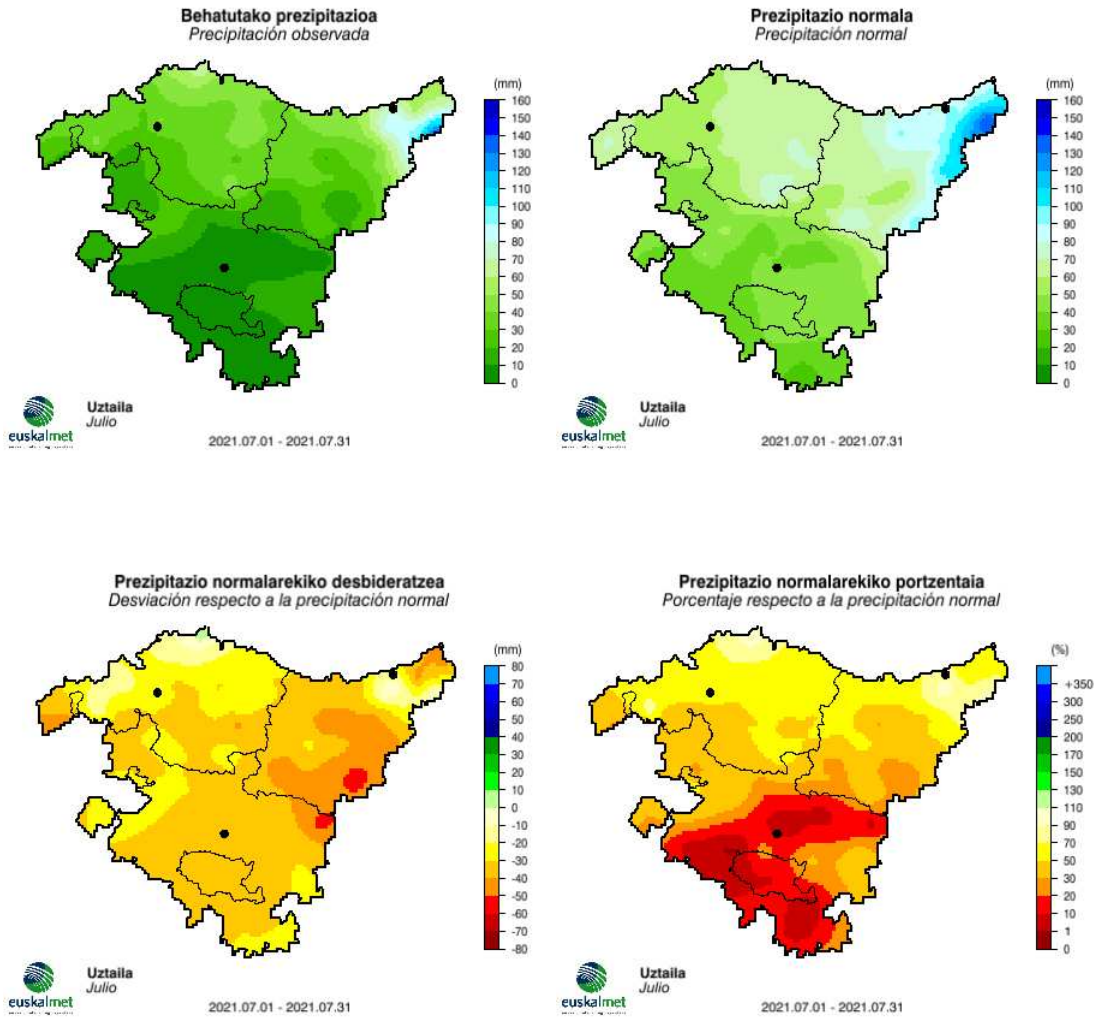 Behatutako prezipitazioa
Precipitación observada
(mm)
160
150
140
130
120
110
100
90
80
70
60
50
40
30
20
10
0
euskalmet
Uztaila
Julio
2021.07.01 - 2021.07.31
Prezipitazio normala
Precipitación normal
(mm)
160
150
140
130
120
110
100
90
80
70
60
50
40
30
20
10
0
euskalmet
Uztaila
Julio
2021.07.01 - 2021.07.31
Prezipitazio normalarekiko desbideratzea
Desviación respecto a la precipitación normal
(mm)
80
70
60
50
40
30
20
10
0
-10
-20
-30
-40
-50
-60
-70
-80
euskalmet
Uztaila
Julio
2021.07.01 - 2021.07.31
Prezipitazio normalarekiko portzentaia
Porcentaje respecto a la precipitación normal
(%)
+350
300
250
200
170
150
130
110
90
70
50
30
20
10
1
0
euskalmet
Uztaila
Julio
2021.07.01 - 2021.07.31